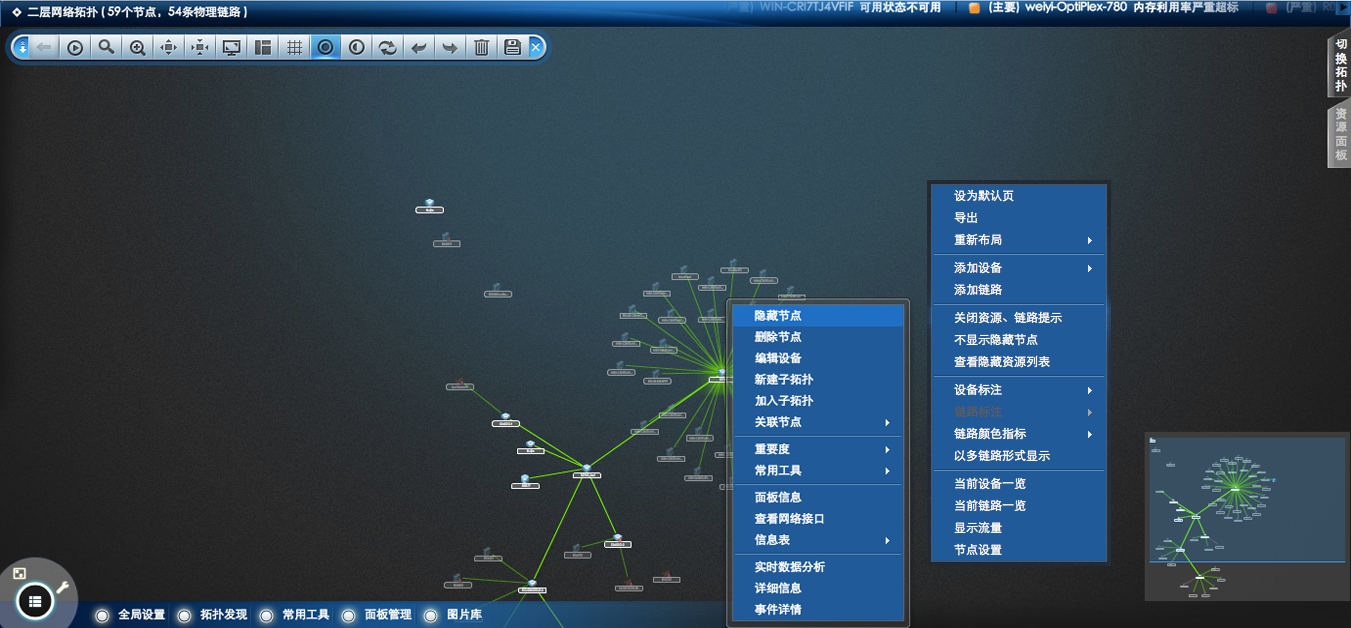 二层网络拓扑 ( 59个节点，54条物理链路 )
WIN-CRI7TJ4VFIF 可用状态不可用
(主要) weiyi-OptiPlex-780 内存利用率严重超标
(严重)
切换拓扑
资源面板
设为默认页
导出
重新布局
添加设备
添加链路
关闭资源、链路提示
不显示隐藏节点
查看隐藏资源列表
设备标注
链路标注
链路颜色指标
以多链路形式显示
当前设备一览
当前链路一览
显示流量
节点设置
隐藏节点
删除节点
编辑设备
新建子拓扑
加入子拓扑
关联节点
重要度
常用工具
面板信息
查看网络接口
信息表
实时数据分析
详细信息
事件详情
全局设置
拓扑发现
常用工具
面板管理
图片库